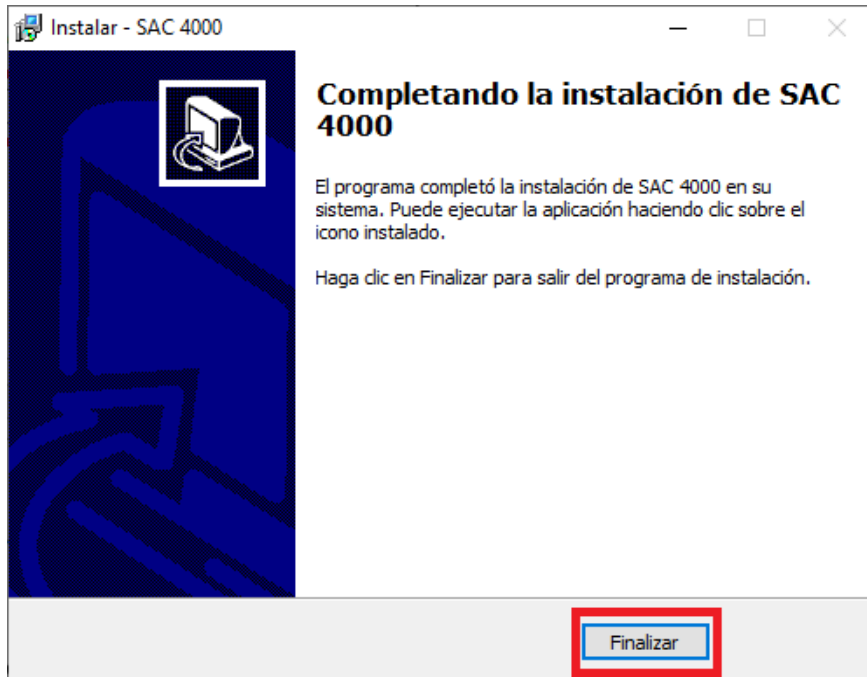 Instalar - SAC 4000
Completando la instalación de SAC
4000
El programa completó la instalación de SAC 4000 en su
sistema. Puede ejecutar la aplicación haciendo clic sobre el
icono instalado.
Haga clic en Finalizar para salir del programa de instalación.
Finalizar